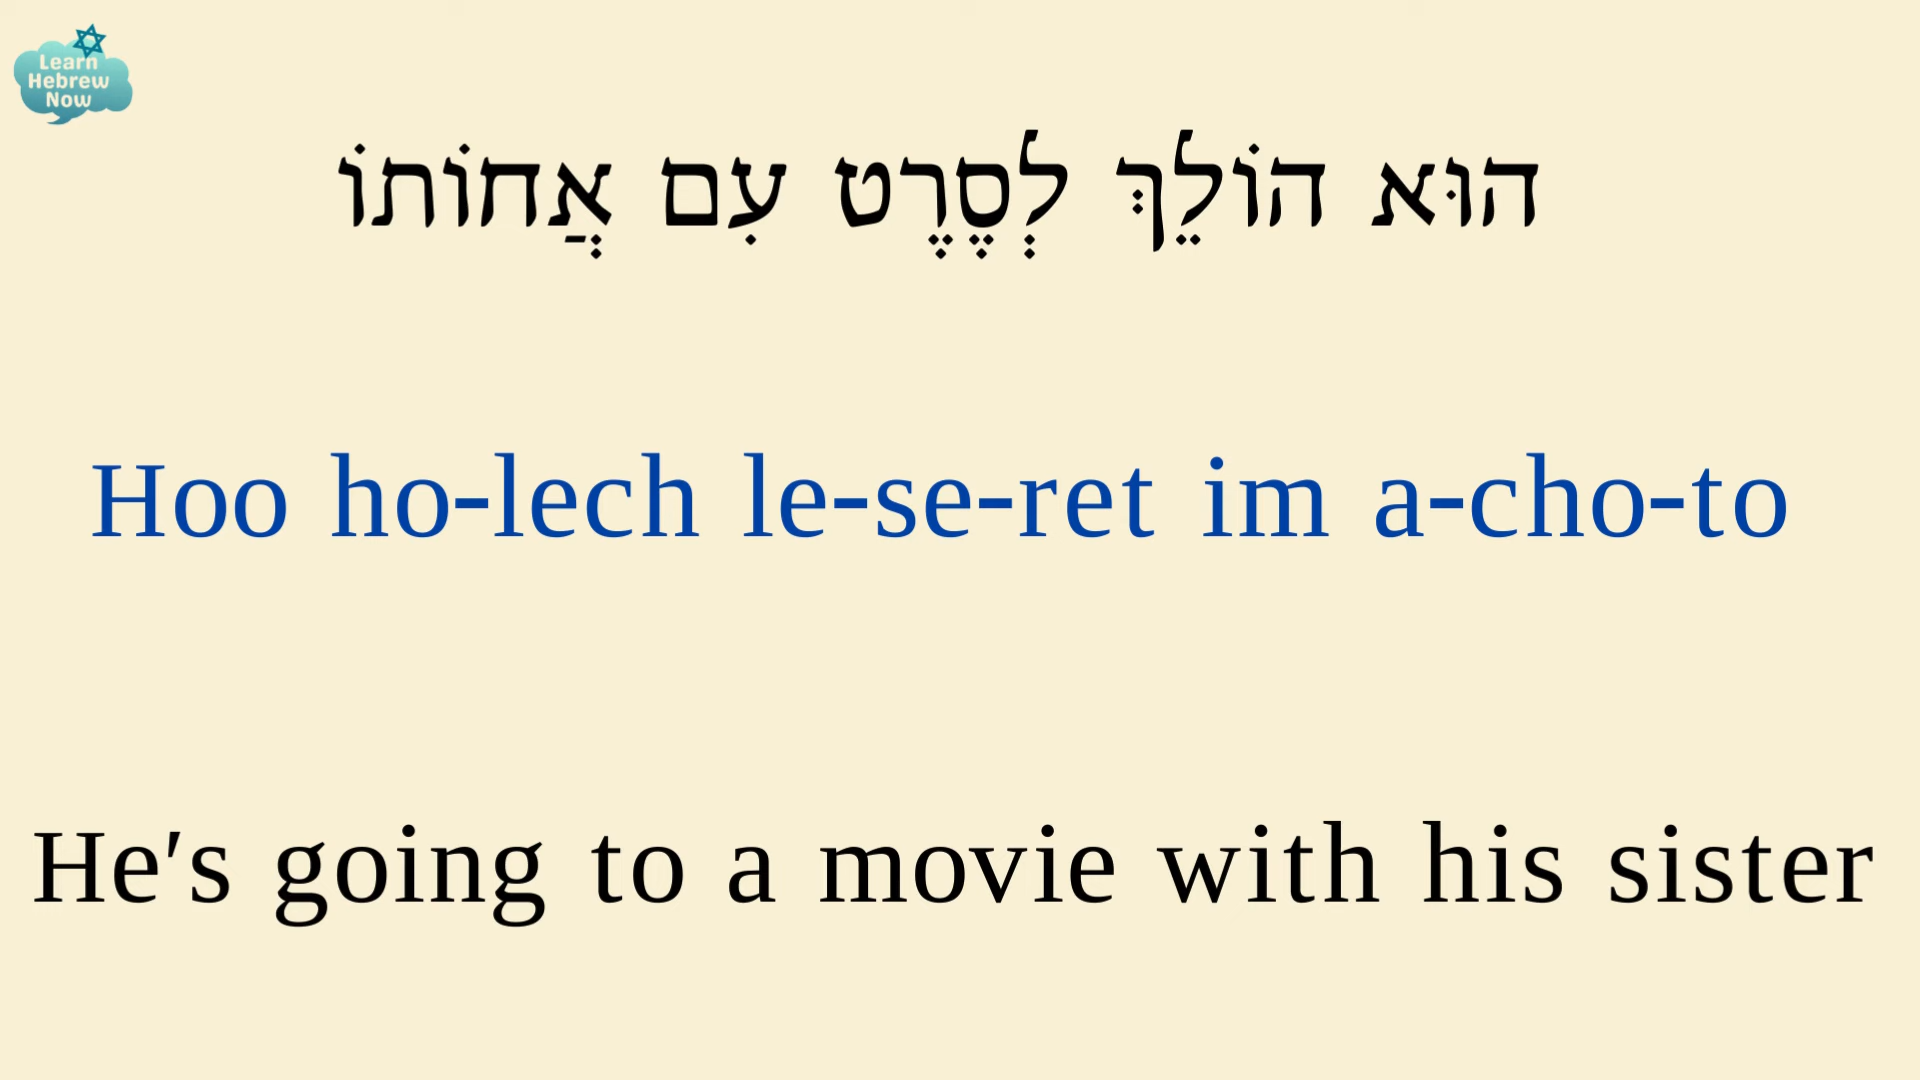 Learn
Hebrew
Now
הוּא הוֹלֵךְ לְסֶרֶט עִם אֲחוֹתוֹ
Hoo ho-lech le-se-ret im a-cho-to
He's going to a movie with his sister